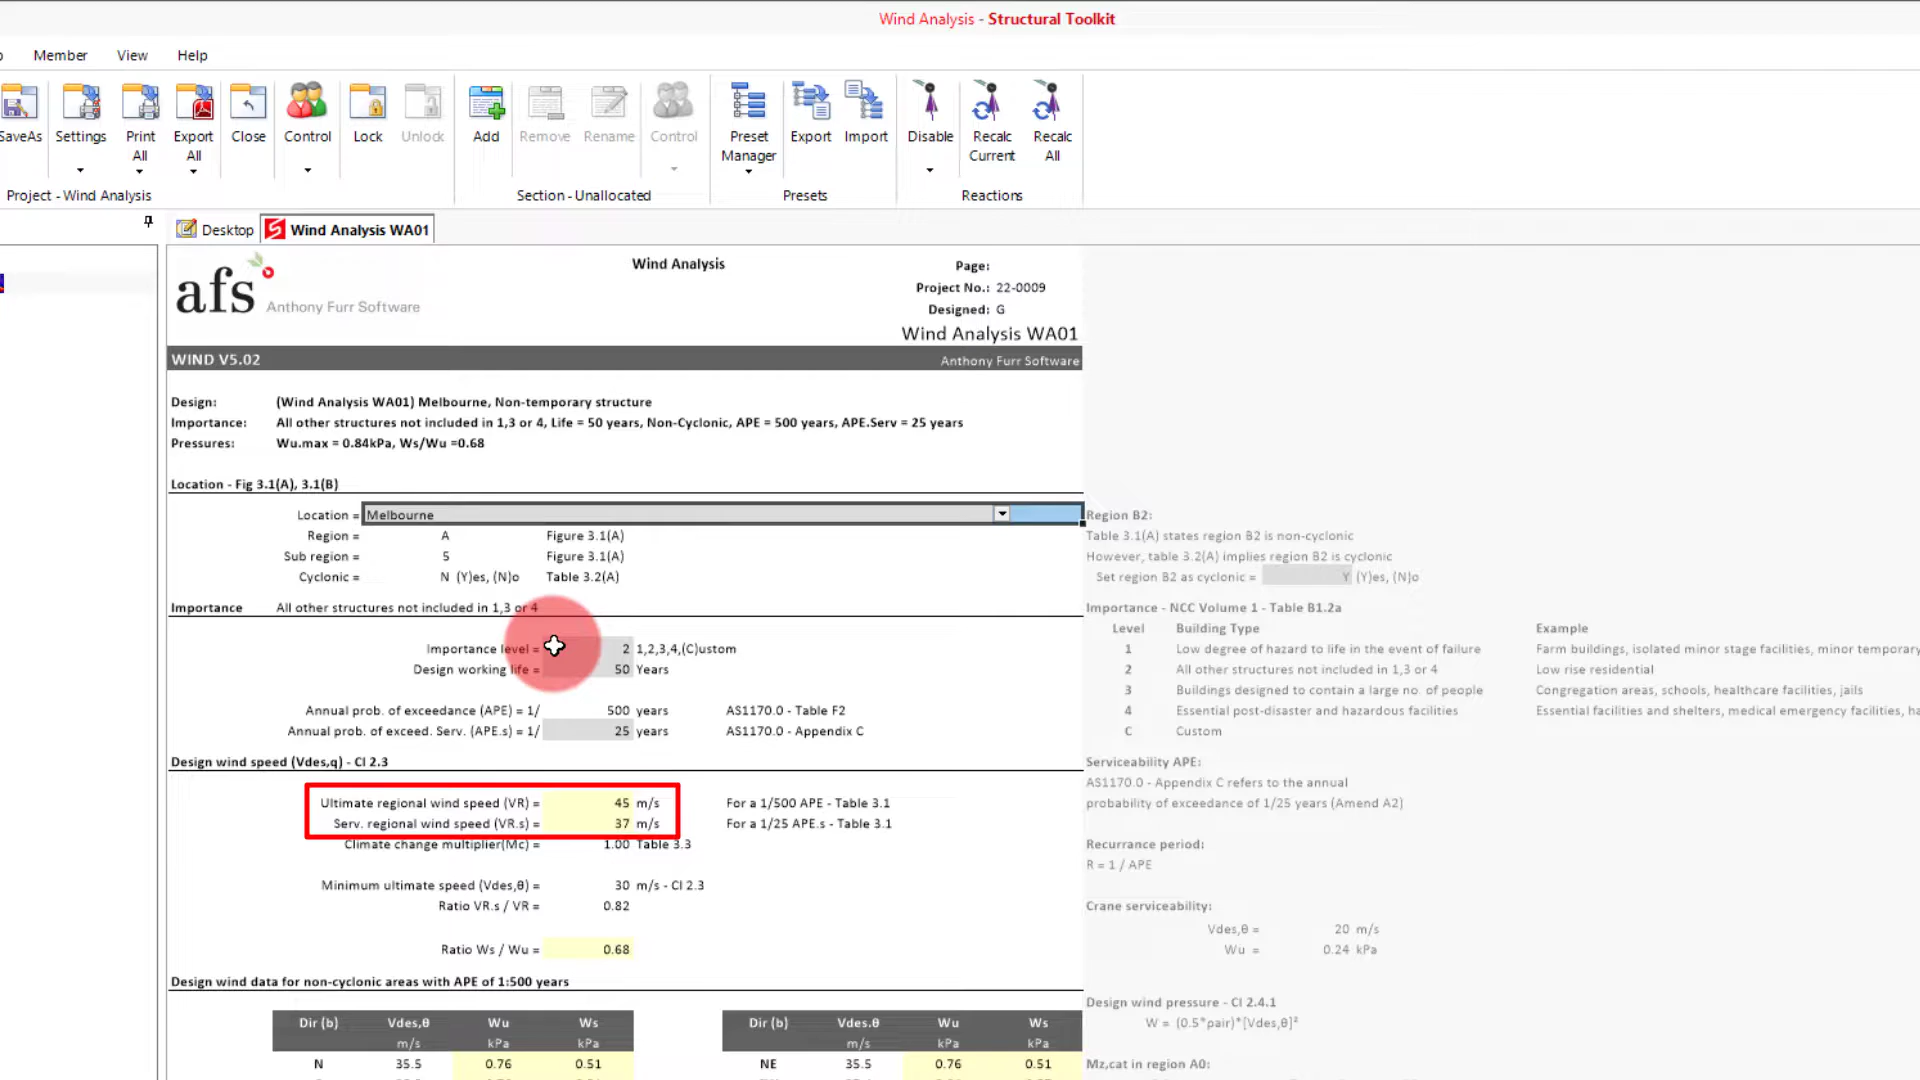 Wind Analysis - Structural Toolkit
Member View Help
SaveAs Settings Print All Export All Close Control Lock Unlock Add Remove Rename Control Preset Manager Export Import Disable Recalc Current Recalc All
Project - Wind Analysis Section - Unallocated Presets Reactions
Desktop Wind Analysis WA01
afs Anthony Furr Software
Wind Analysis
Page:
Project No.: 22-0009
Designed: G
Wind Analysis WA01
WIND V5.02 Anthony Furr Software
Design: (Wind Analysis WA01) Melbourne, Non-temporary structure
Importance: All other structures not included in 1,3 or 4, Life = 50 years, Non-Cyclonic, APE = 500 years, APE.Serv = 25 years
Pressures: Wu.max = 0.84kPa, Ws/Wu =0.68
Location - Fig 3.1(A), 3.1(B)
Location = Melbourne
Region = A Figure 3.1(A)
Sub region = 5 Figure 3.1(A)
Cyclonic = N (Y)es, (N)o Table 3.2(A)
Importance All other structures not included in 1,3 or 4
Importance level = 2 1,2,3,4,(C)ustom
Design working life = 50 Years
Annual prob. of exceedance (APE) = 1/ 500 years AS1170.0 - Table F2
Annual prob. of exceed. Serv. (APE.s) = 1/ 25 years AS1170.0 - Appendix C
Design wind speed (Vdes,q) - Cl 2.3
Ultimate regional wind speed (VR) = 45 m/s For a 1/500 APE - Table 3.1
Serv. regional wind speed (VR.s) = 37 m/s For a 1/25 APE.s - Table 3.1
Climate change multiplier(Mc) = 1.00 Table 3.3
Minimum ultimate speed (Vdes,θ) = 30 m/s - Cl 2.3
Ratio VR.s / VR = 0.82
Ratio Ws / Wu = 0.68
Design wind data for non-cyclonic areas with APE of 1:500 years
Dir (b) Vdes,θ Wu Ws Dir (b) Vdes.θ Wu Ws
m/s kPa kPa m/s kPa kPa
N 35.5 0.76 0.51 NE 35.5 0.76 0.51
Region B2:
Table 3.1(A) states region B2 is non-cyclonic
However, table 3.2(A) implies region B2 is cyclonic
Set region B2 as cyclonic = Y (Y)es, (N)o
Importance - NCC Volume 1 - Table B1.2a
Level Building Type Example
1 Low degree of hazard to life in the event of failure Farm buildings, isolated minor stage facilities, minor temporary
2 All other structures not included in 1,3 or 4 Low rise residential
3 Buildings designed to contain a large no. of people Congregation areas, schools, healthcare facilities, jails
4 Essential post-disaster and hazardous facilities Essential facilities and shelters, medical emergency facilities, ha
C Custom
Serviceability APE:
AS1170.0 - Appendix C refers to the annual
probability of exceedance of 1/25 years (Amend A2)
Recurrance period:
R = 1 / APE
Crane serviceability:
Vdes,θ = 20 m/s
Wu = 0.24 kPa
Design wind pressure - Cl 2.4.1
W = (0.5*pair)*[Vdes,θ]²
Mz,cat in region A0: